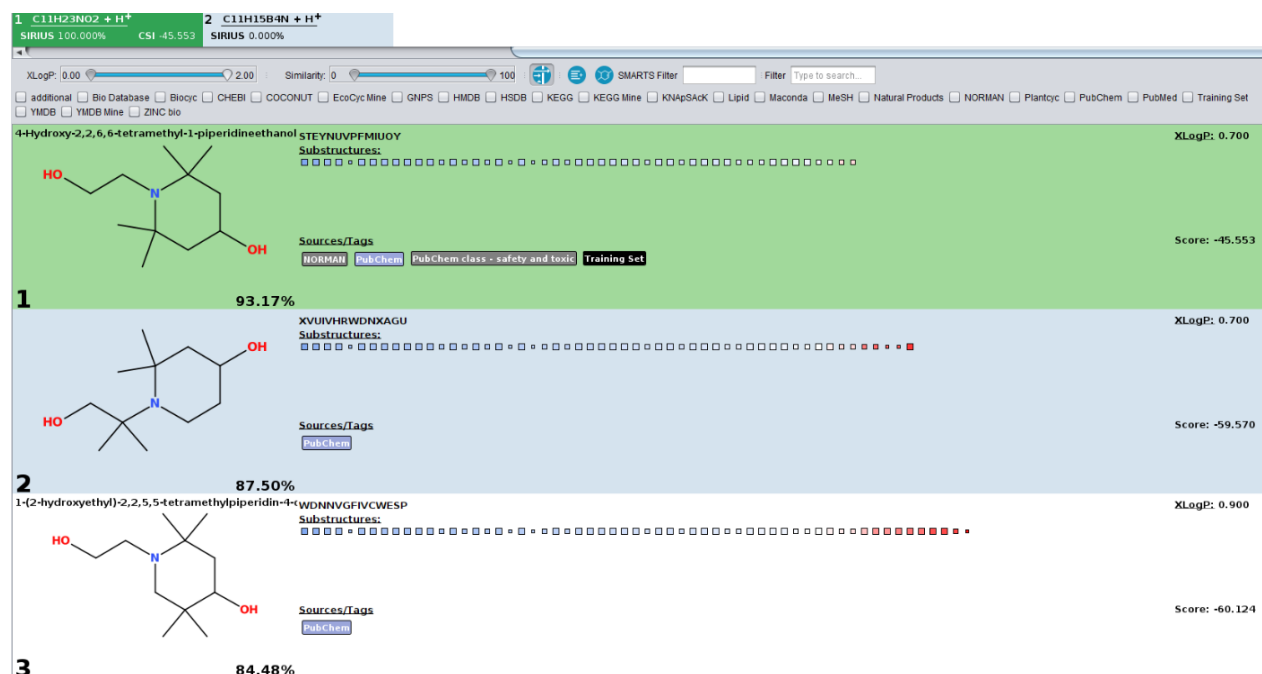 1 C11H23NO2 + H+ 2 C11H15B4N + H+
SIRIUS 100.000% CSI -45.553 SIRIUS 0.000%
XLogP: 0.00 2.00 Similarity: 0 100 SMARTS Filter Filter Type to search...
additional Bio Database Biocyc CHEBI COCONUT EcoCyc Mine GNPS HMDB HSDB KEGG KEGG Mine KNApSAcK Lipid Maconda MeSH Natural Products NORMAN Plantcyc PubChem PubMed Training Set
YMDB YMDB Mine ZINC bio
4-Hydroxy-2,2,6,6-tetramethyl-1-piperidineethanol STEYNUVPFMIUOY XLogP: 0.700
Substructures:
HO
N
OH
Sources/Tags Score: -45.553
NORMAN PubChem PubChem class - safety and toxic Training Set
1 93.17%
XVUIVHRWDNXAGU XLogP: 0.700
Substructures:
OH
N
HO
Sources/Tags Score: -59.570
PubChem
2 87.50%
1-(2-hydroxyethyl)-2,2,5,5-tetramethylpiperidin-4- WDNNVGFIVCWESP XLogP: 0.900
Substructures:
HO
N
OH
Sources/Tags Score: -60.124
PubChem
3 84.48%